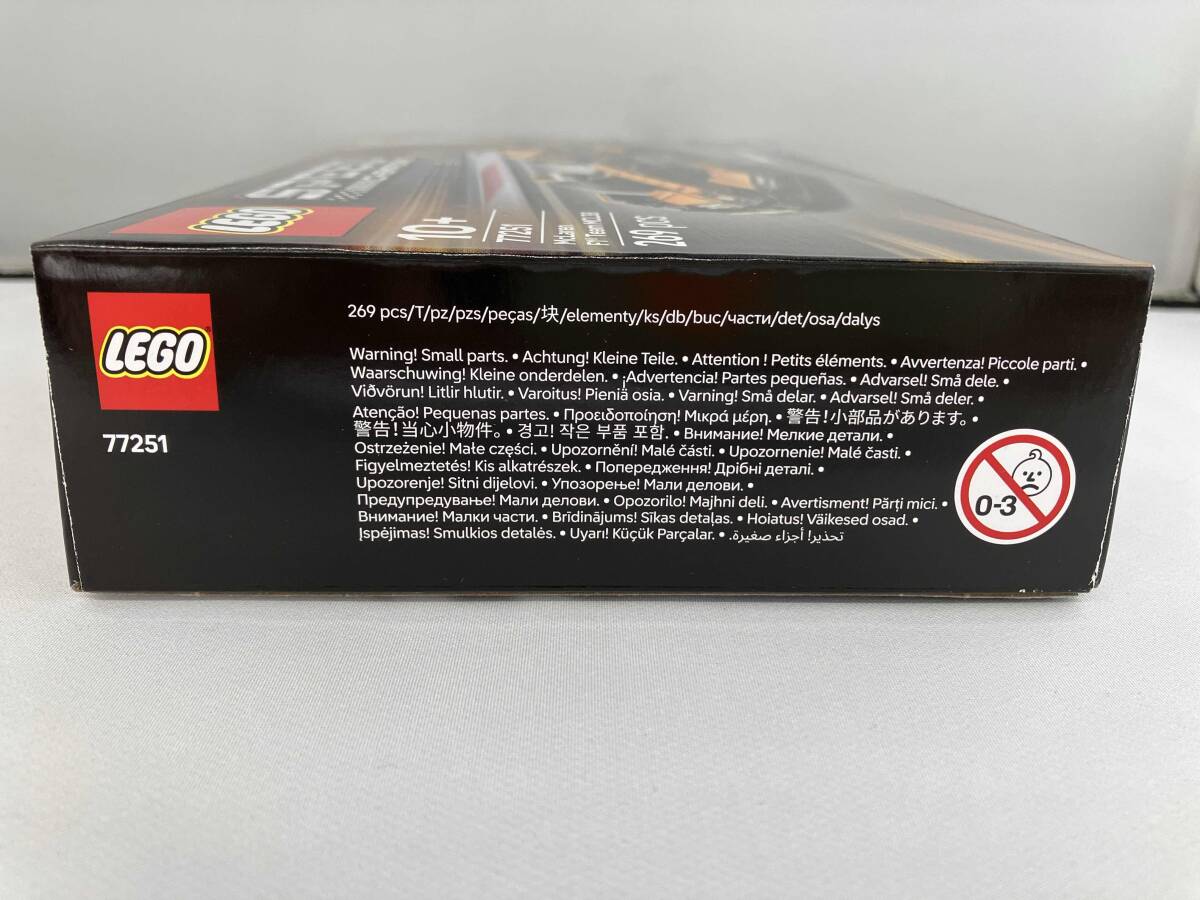 LEGO
10+
77251
McLaren
F1 Team MCL38
269 pcs
LEGO
77251
269 pcs/T/pz/pzs/peças/块/elementy/ks/db/buc/части/det/osa/dalys
Warning! Small parts. • Achtung! Kleine Teile. • Attention ! Petits éléments. • Avvertenza! Piccole parti. •
Waarschuwing! Kleine onderdelen. • ¡Advertencia! Partes pequeñas. • Advarsel! Små dele. •
Viðvörun! Litlir hlutir. • Varoitus! Pieniä osia. • Varning! Små delar. • Advarsel! Små deler. •
Atenção! Pequenas partes. • Προειδοποίηση! Μικρά μέρη. • 警告!小部品があります。 •
警告!当心小物件。 • 경고! 작은 부품 포함. • Внимание! Мелкие детали. •
Ostrzeżenie! Małe części. • Upozornění! Malé části. • Upozornenie! Malé časti. •
Figyelmeztetés! Kis alkatrészek. • Попередження! Дрібні деталі. •
Upozorenje! Sitni dijelovi. • Упозорење! Мали делови. •
Предупредување! Мали делови. • Opozorilo! Majhni deli. • Avertisment! Părți mici. •
Внимание! Малки части. • Brīdinājums! Sīkas detaļas. • Hoiatus! Väikesed osad. •
Įspėjimas! Smulkios detalės. • Uyarı! Küçük Parçalar. • تحذير! أجزاء صغيرة.
0-3